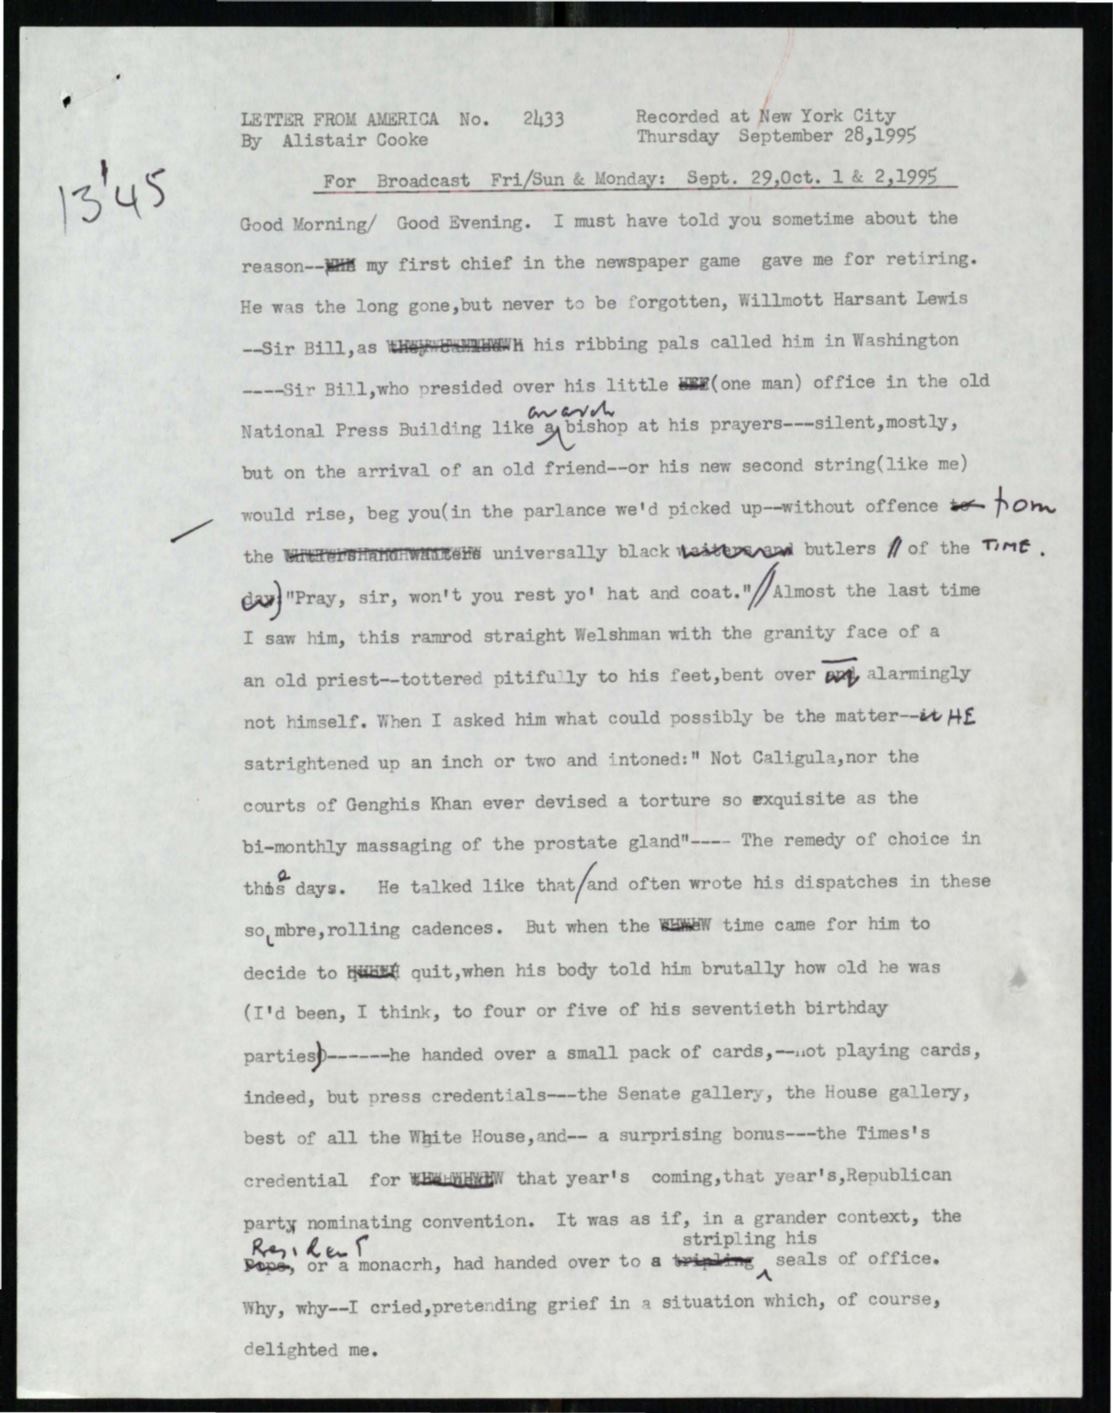 LETTER FROM AMERICA No. 2433 Recorded at New York City
By Alistair Cooke Thursday September 28,1995
13'45
For Broadcast Fri/Sun & Monday: Sept. 29,Oct. 1 & 2,1995
Good Morning/ Good Evening. I must have told you sometime about the
reason-- my first chief in the newspaper game gave me for retiring.
He was the long gone,but never to be forgotten, Willmott Harsant Lewis
--Sir Bill,as his ribbing pals called him in Washington
----Sir Bill,who presided over his little (one man) office in the old
an arch
National Press Building like a bishop at his prayers---silent,mostly,
but on the arrival of an old friend--or his new second string(like me)
would rise, beg you(in the parlance we'd picked up--without offence to from
the universally black waiters and butlers // of the TIME.
day)"Pray, sir, won't you rest yo' hat and coat."//Almost the last time
I saw him, this ramrod straight Welshman with the granity face of a
an old priest--tottered pitifully to his feet,bent over and alarmingly
not himself. When I asked him what could possibly be the matter--it HE
satrightened up an inch or two and intoned:" Not Caligula,nor the
courts of Genghis Khan ever devised a torture so exquisite as the
bi-monthly massaging of the prostate gland"---- The remedy of choice in
those days. He talked like that/and often wrote his dispatches in these
sombre,rolling cadences. But when the time came for him to
decide to quit,when his body told him brutally how old he was
(I'd been, I think, to four or five of his seventieth birthday
parties)------he handed over a small pack of cards,--not playing cards,
indeed, but press credentials---the Senate gallery, the House gallery,
best of all the White House,and-- a surprising bonus---the Times's
credential for that year's coming,that year's,Republican
party nominating convention. It was as if, in a grander context, the
President stripling his
Pope, or a monacrh, had handed over to a tripling seals of office.
Why, why--I cried,pretending grief in a situation which, of course,
delighted me.